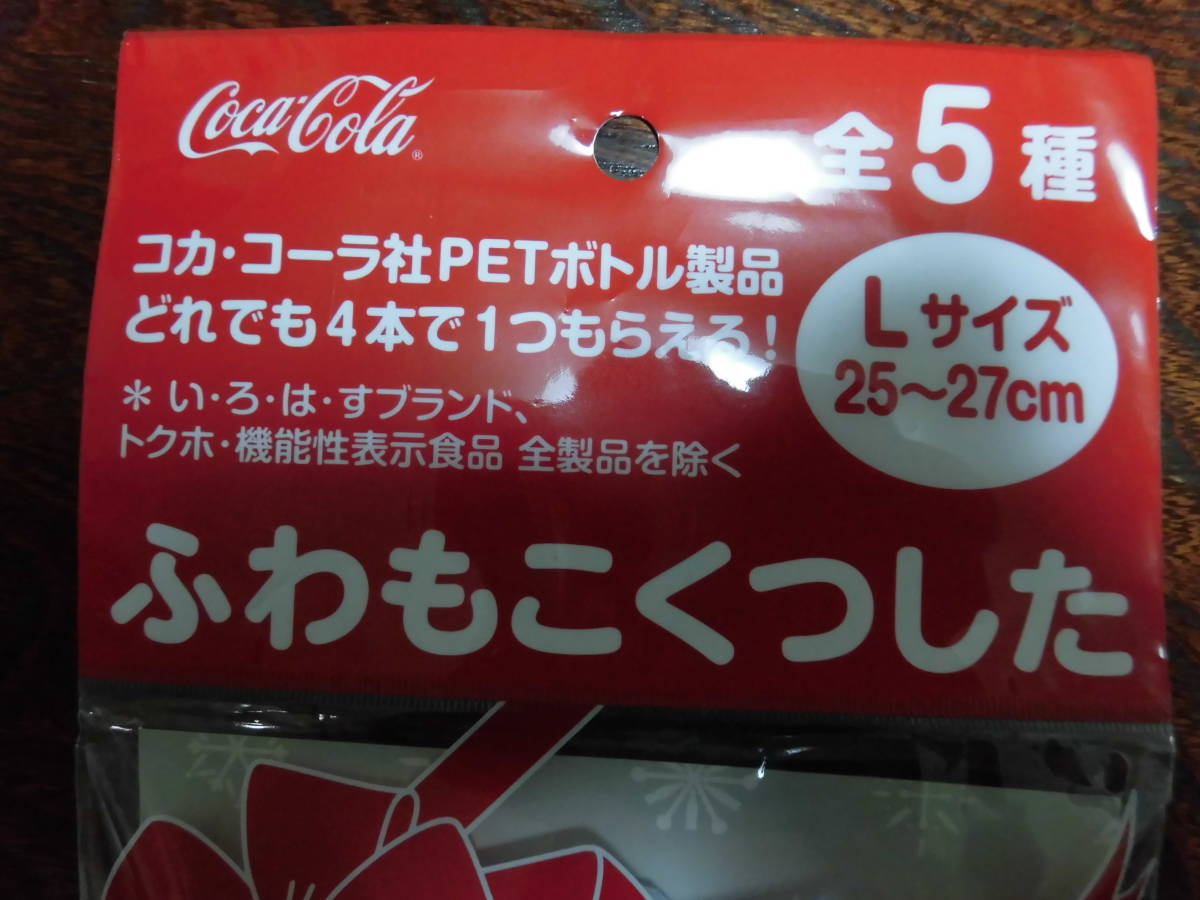 Coca-Cola®
全5種
コカ・コーラ社PETボトル製品
どれでも4本で1つもらえる！
Lサイズ
25～27cm
＊い・ろ・は・すブランド、
トクホ・機能性表示食品 全製品を除く
ふわもこくつした